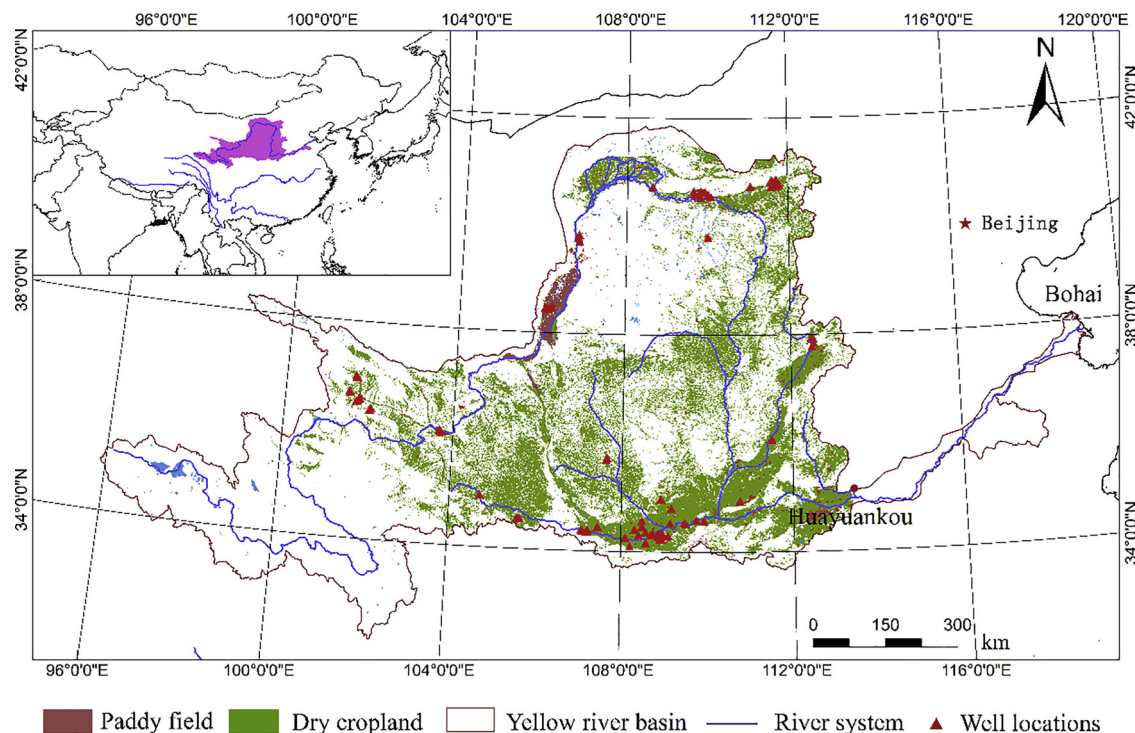 96°0'0"E 100°0'0"E 104°0'0"E 108°0'0"E 112°0'0"E 116°0'0"E 120°0'0"E
42°0'0"N
42°0'0"N
N
Beijing
38°0'0"N
Bohai
38°0'0"N
34°0'0"N
Huayuankou
34°0'0"N
0 150 300
km
96°0'0"E 100°0'0"E 104°0'0"E 108°0'0"E 112°0'0"E 116°0'0"E
Paddy field Dry cropland Yellow river basin River system Well locations